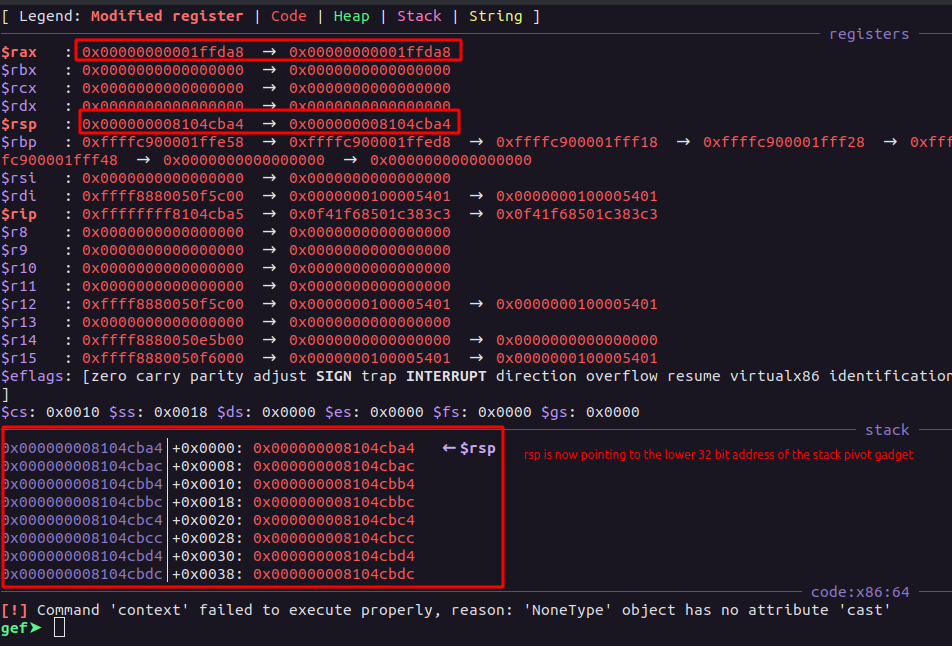 [ Legend: Modified register | Code | Heap | Stack | String ]
registers
$rax   : 0x00000000001ffda8  →  0x00000000001ffda8
$rbx   : 0x0000000000000000  →  0x0000000000000000
$rcx   : 0x0000000000000000  →  0x0000000000000000
$rdx   : 0x0000000000000000  →  0x0000000000000000
$rsp   : 0x000000008104cba4  →  0x000000008104cba4
$rbp   : 0xffffc900001ffe58  →  0xffffc900001ffed8  →  0xffffc900001fff18  →  0xffffc900001fff28  →  0xfff
fc900001fff48  →  0x0000000000000000  →  0x0000000000000000
$rsi   : 0x0000000000000000  →  0x0000000000000000
$rdi   : 0xffff8880050f5c00  →  0x0000000100005401  →  0x0000000100005401
$rip   : 0xffffffff8104cba5  →  0x0f41f68501c383c3  →  0x0f41f68501c383c3
$r8    : 0x0000000000000000  →  0x0000000000000000
$r9    : 0x0000000000000000  →  0x0000000000000000
$r10   : 0x0000000000000000  →  0x0000000000000000
$r11   : 0x0000000000000000  →  0x0000000000000000
$r12   : 0xffff8880050f5c00  →  0x0000000100005401  →  0x0000000100005401
$r13   : 0x0000000000000000  →  0x0000000000000000
$r14   : 0xffff8880050e5b00  →  0x0000000000000000  →  0x0000000000000000
$r15   : 0xffff8880050f6000  →  0x0000000100005401  →  0x0000000100005401
$eflags: [zero carry parity adjust SIGN trap INTERRUPT direction overflow resume virtualx86 identification
]
$cs: 0x0010 $ss: 0x0018 $ds: 0x0000 $es: 0x0000 $fs: 0x0000 $gs: 0x0000
stack
0x000000008104cba4│+0x0000: 0x000000008104cba4   ←$rsp
rsp is now pointing to the lower 32 bit address of the stack pivot gadget
0x000000008104cbac│+0x0008: 0x000000008104cbac
0x000000008104cbb4│+0x0010: 0x000000008104cbb4
0x000000008104cbbc│+0x0018: 0x000000008104cbbc
0x000000008104cbc4│+0x0020: 0x000000008104cbc4
0x000000008104cbcc│+0x0028: 0x000000008104cbcc
0x000000008104cbd4│+0x0030: 0x000000008104cbd4
0x000000008104cbdc│+0x0038: 0x000000008104cbdc
code:x86:64
[!] Command 'context' failed to execute properly, reason: 'NoneType' object has no attribute 'cast'
gef➤